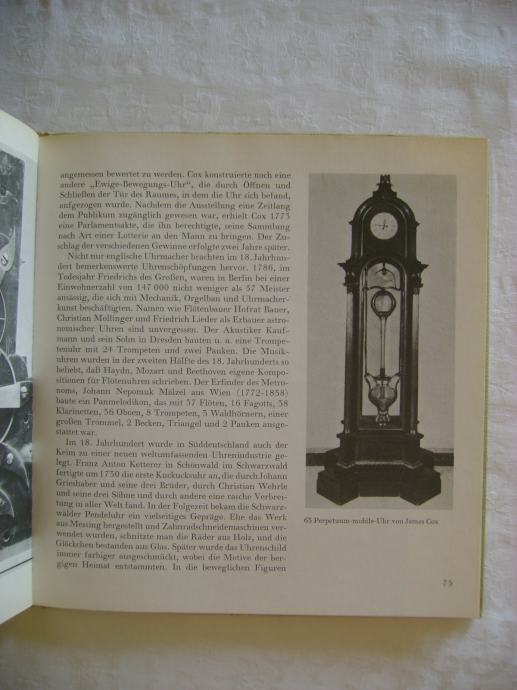 angemessen bewertet zu werden. Cox konstruierte noch eine
andere „Ewige-Bewegungs-Uhr“, die durch Öffnen und
Schließen der Tür des Raumes, in dem die Uhr sich befand,
aufgezogen wurde. Nachdem die Ausstellung eine Zeitlang
dem Publikum zugänglich gewesen war, erhielt Cox 1773
eine Parlamentsakte, die ihn berechtigte, seine Sammlung
nach Art einer Lotterie an den Mann zu bringen. Der Zu-
schlag der verschiedenen Gewinne erfolgte zwei Jahre später.
Nicht nur englische Uhrmacher brachten im 18. Jahrhun-
dert bemerkenswerte Uhrenschöpfungen hervor. 1786, im
Todesjahr Friedrichs des Großen, waren in Berlin bei einer
Einwohnerzahl von 147 000 nicht weniger als 37 Meister
ansässig, die sich mit Mechanik, Orgelbau und Uhrmacher-
kunst beschäftigten. Namen wie Flötenbauer Hofrat Bauer,
Christian Mollinger und Friedrich Lieder als Erbauer astro-
nomischer Uhren sind unvergessen. Der Akustiker Kauf-
mann und sein Sohn in Dresden bauten u. a. eine Trompe-
tenuhr mit 24 Trompeten und zwei Pauken. Die Musik-
uhren wurden in der zweiten Hälfte des 18. Jahrhunderts so
beliebt, daß Haydn, Mozart und Beethoven eigene Kompo-
sitionen für Flötenuhren schrieben. Der Erfinder des Metro-
noms, Johann Nepomuk Mälzel aus Wien (1772-1838)
baute ein Panmelodikon, das mit 37 Flöten, 16 Fagotts, 38
Klarinetten, 36 Oboen, 8 Trompeten, 3 Waldhörnern, einer
großen Trommel, 2 Becken, Triangel und 2 Pauken ausge-
stattet war.
Im 18. Jahrhundert wurde in Süddeutschland auch der
Keim zu einer neuen weltumfassenden Uhrenindustrie ge-
legt. Franz Anton Ketterer in Schönwald im Schwarzwald
fertigte um 1730 die erste Kuckucksuhr an, die durch Johann
Grieshaber und seine drei Brüder, durch Christian Wehrle
und seine drei Söhne und durch andere eine rasche Verbrei-
tung in aller Welt fand. In der Folgezeit bekam die Schwarz-
wälder Pendeluhr ein vielseitiges Gepräge. Ehe das Werk
aus Messing hergestellt und Zahnradschneidemaschinen ver-
wendet wurden, schnitzte man die Räder aus Holz, und die
Glöckchen bestanden aus Glas. Später wurde das Uhrenschild
immer farbiger ausgeschmückt, wobei die Motive der ber-
gigen Heimat entstammten. In die beweglichen Figuren
63 Perpetuum-mobile-Uhr von James Cox
75